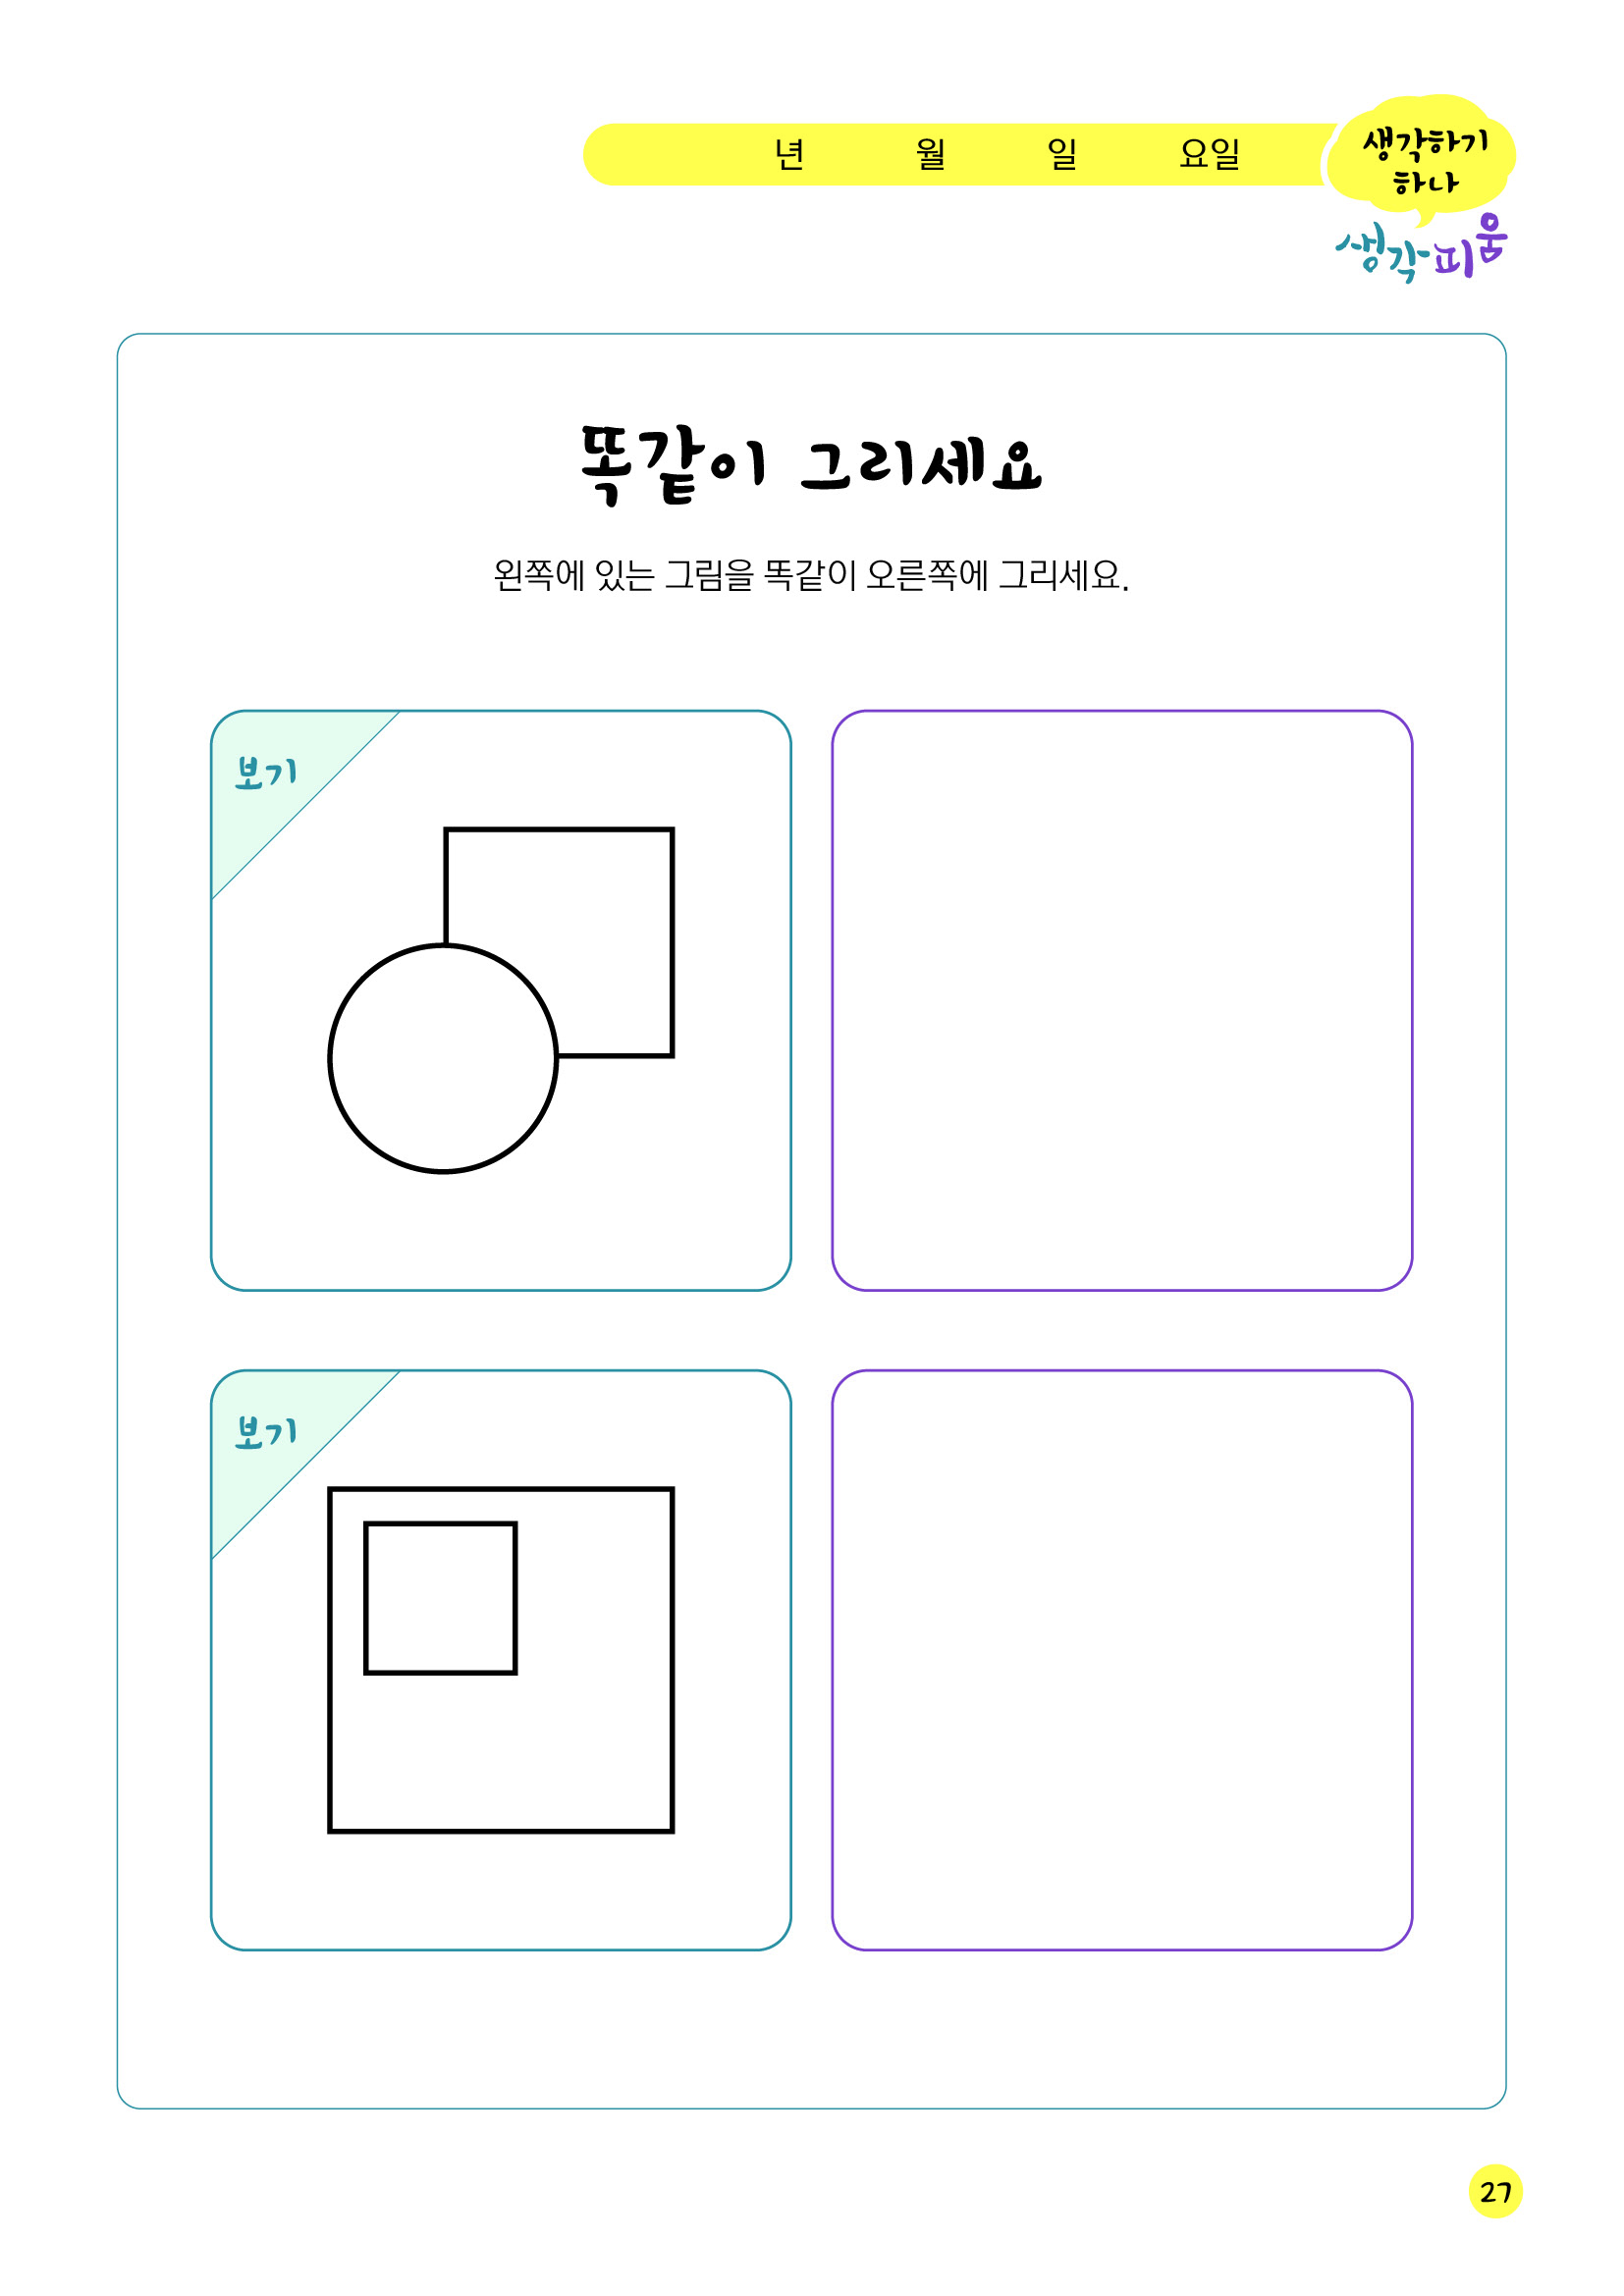 년 월 일 요일
생각하기
하나
생각피움
똑같이 그리세요
왼쪽에 있는 그림을 똑같이 오른쪽에 그리세요.
보기
보기
27